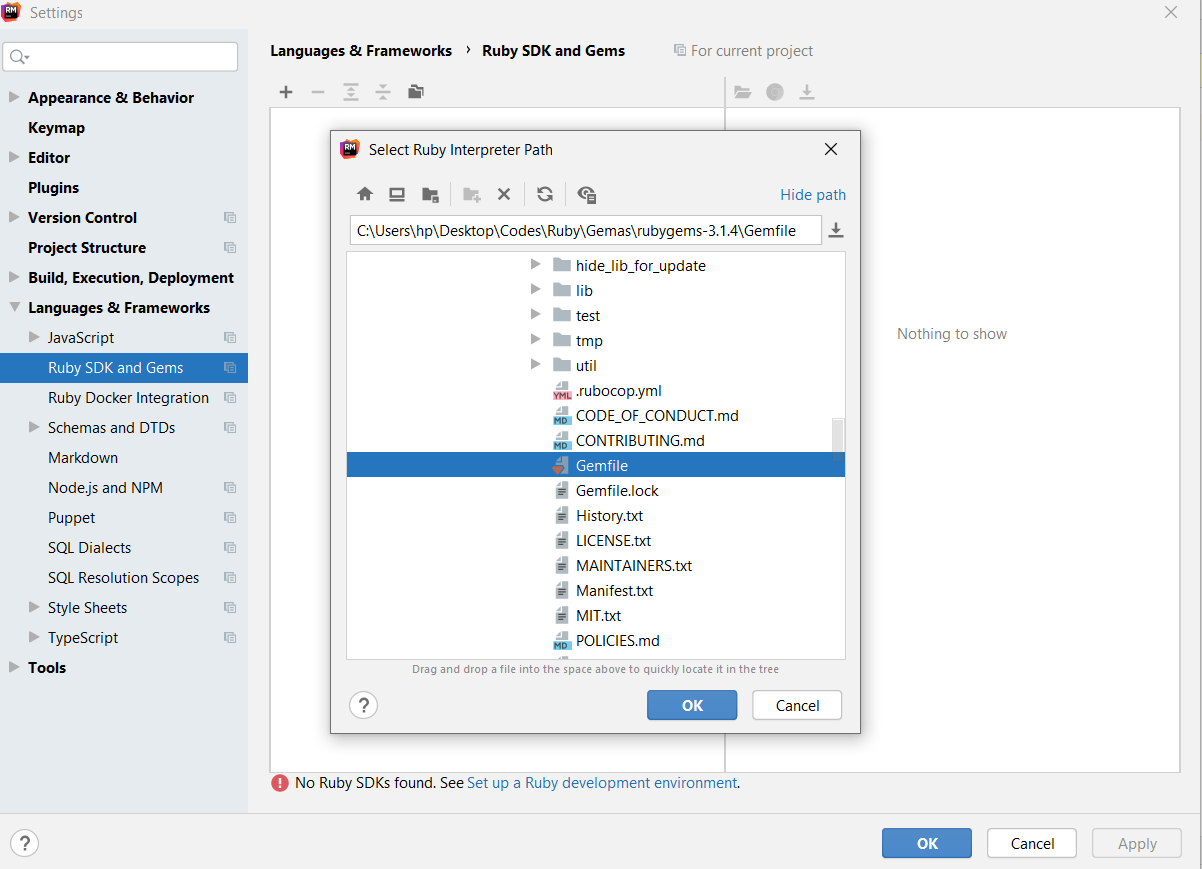 Settings
Languages & Frameworks › Ruby SDK and Gems For current project
Appearance & Behavior
Keymap
Editor
Plugins
Version Control
Project Structure
Build, Execution, Deployment
Languages & Frameworks
JavaScript
Ruby SDK and Gems
Ruby Docker Integration
Schemas and DTDs
Markdown
Node.js and NPM
Puppet
SQL Dialects
SQL Resolution Scopes
Style Sheets
TypeScript
Tools
RM Select Ruby Interpreter Path
Hide path
C:\Users\hp\Desktop\Codes\Ruby\Gemas\rubygems-3.1.4\Gemfile
hide_lib_for_update
lib
test
tmp
util
YML .rubocop.yml
MD CODE_OF_CONDUCT.md
MD CONTRIBUTING.md
Gemfile
Gemfile.lock
History.txt
LICENSE.txt
MAINTAINERS.txt
Manifest.txt
MIT.txt
MD POLICIES.md
Drag and drop a file into the space above to quickly locate it in the tree
? OK Cancel
Nothing to show
! No Ruby SDKs found. See Set up a Ruby development environment.
? OK Cancel Apply